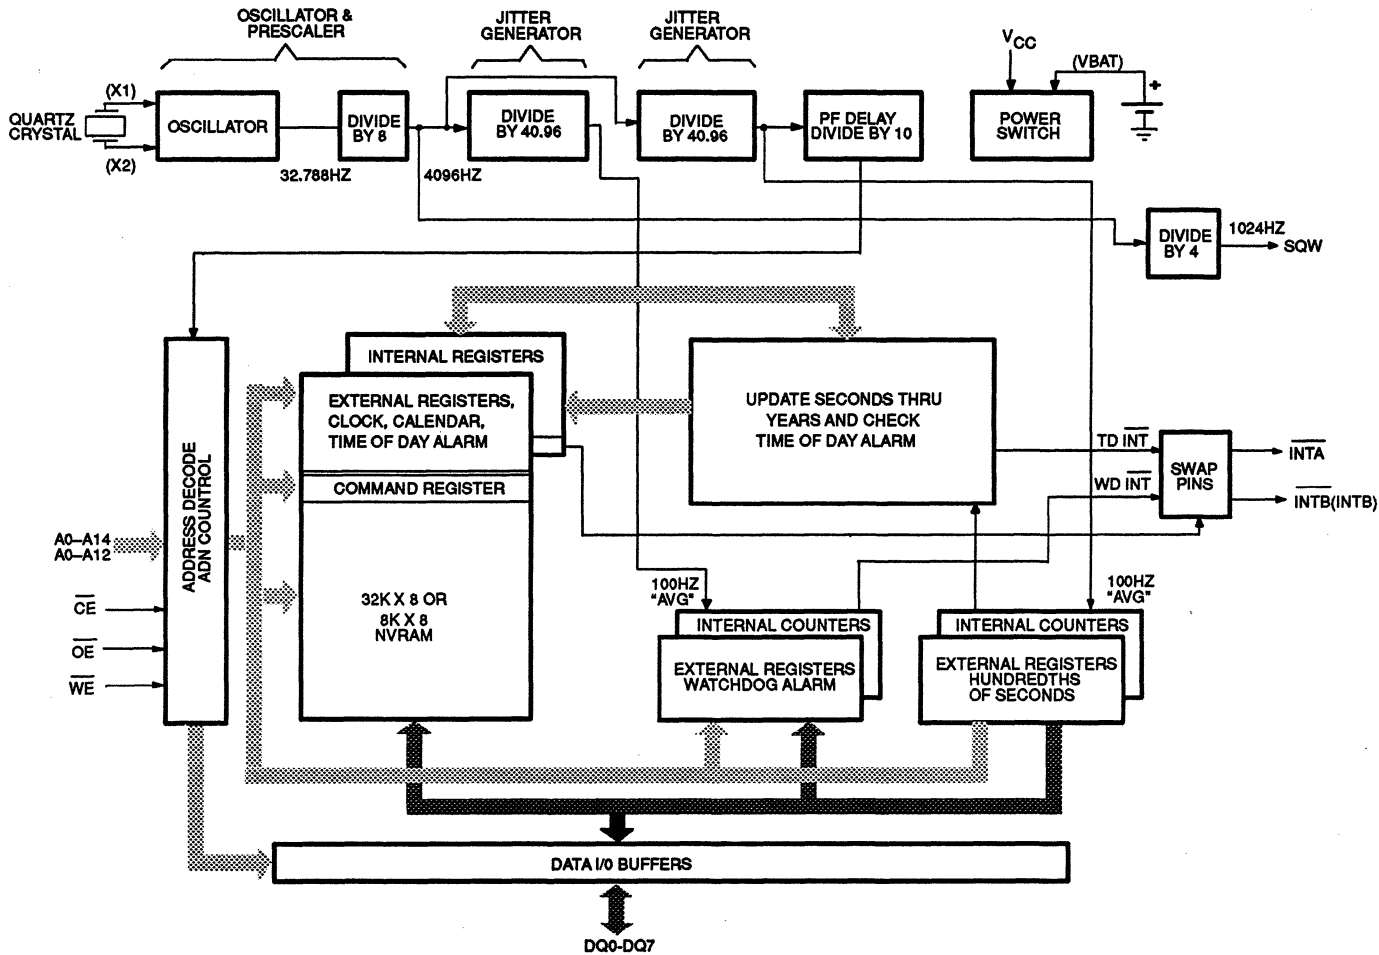 OSCILLATOR &
PRESCALER
JITTER
GENERATOR
JITTER
GENERATOR
VCC
(VBAT)
+
(X1)
QUARTZ
CRYSTAL
(X2)
OSCILLATOR
DIVIDE
BY 8
DIVIDE
BY 40.96
DIVIDE
BY 40.96
PF DELAY
DIVIDE BY 10
POWER
SWITCH
32.788HZ
4096HZ
DIVIDE
BY 4
1024HZ
SQW
INTERNAL REGISTERS
EXTERNAL REGISTERS,
CLOCK, CALENDAR,
TIME OF DAY ALARM
COMMAND REGISTER
32K X 8 OR
8K X 8
NVRAM
UPDATE SECONDS THRU
YEARS AND CHECK
TIME OF DAY ALARM
TD INT
WD INT
SWAP
PINS
INTA
INTB(INTB)
ADDRESS DECODE
ADN COUNTROL
A0–A14
A0–A12
CE
OE
WE
100HZ
"AVG"
INTERNAL COUNTERS
EXTERNAL REGISTERS
WATCHDOG ALARM
100HZ
"AVG"
INTERNAL COUNTERS
EXTERNAL REGISTERS
HUNDREDTHS
OF SECONDS
DATA I/0 BUFFERS
DQ0-DQ7